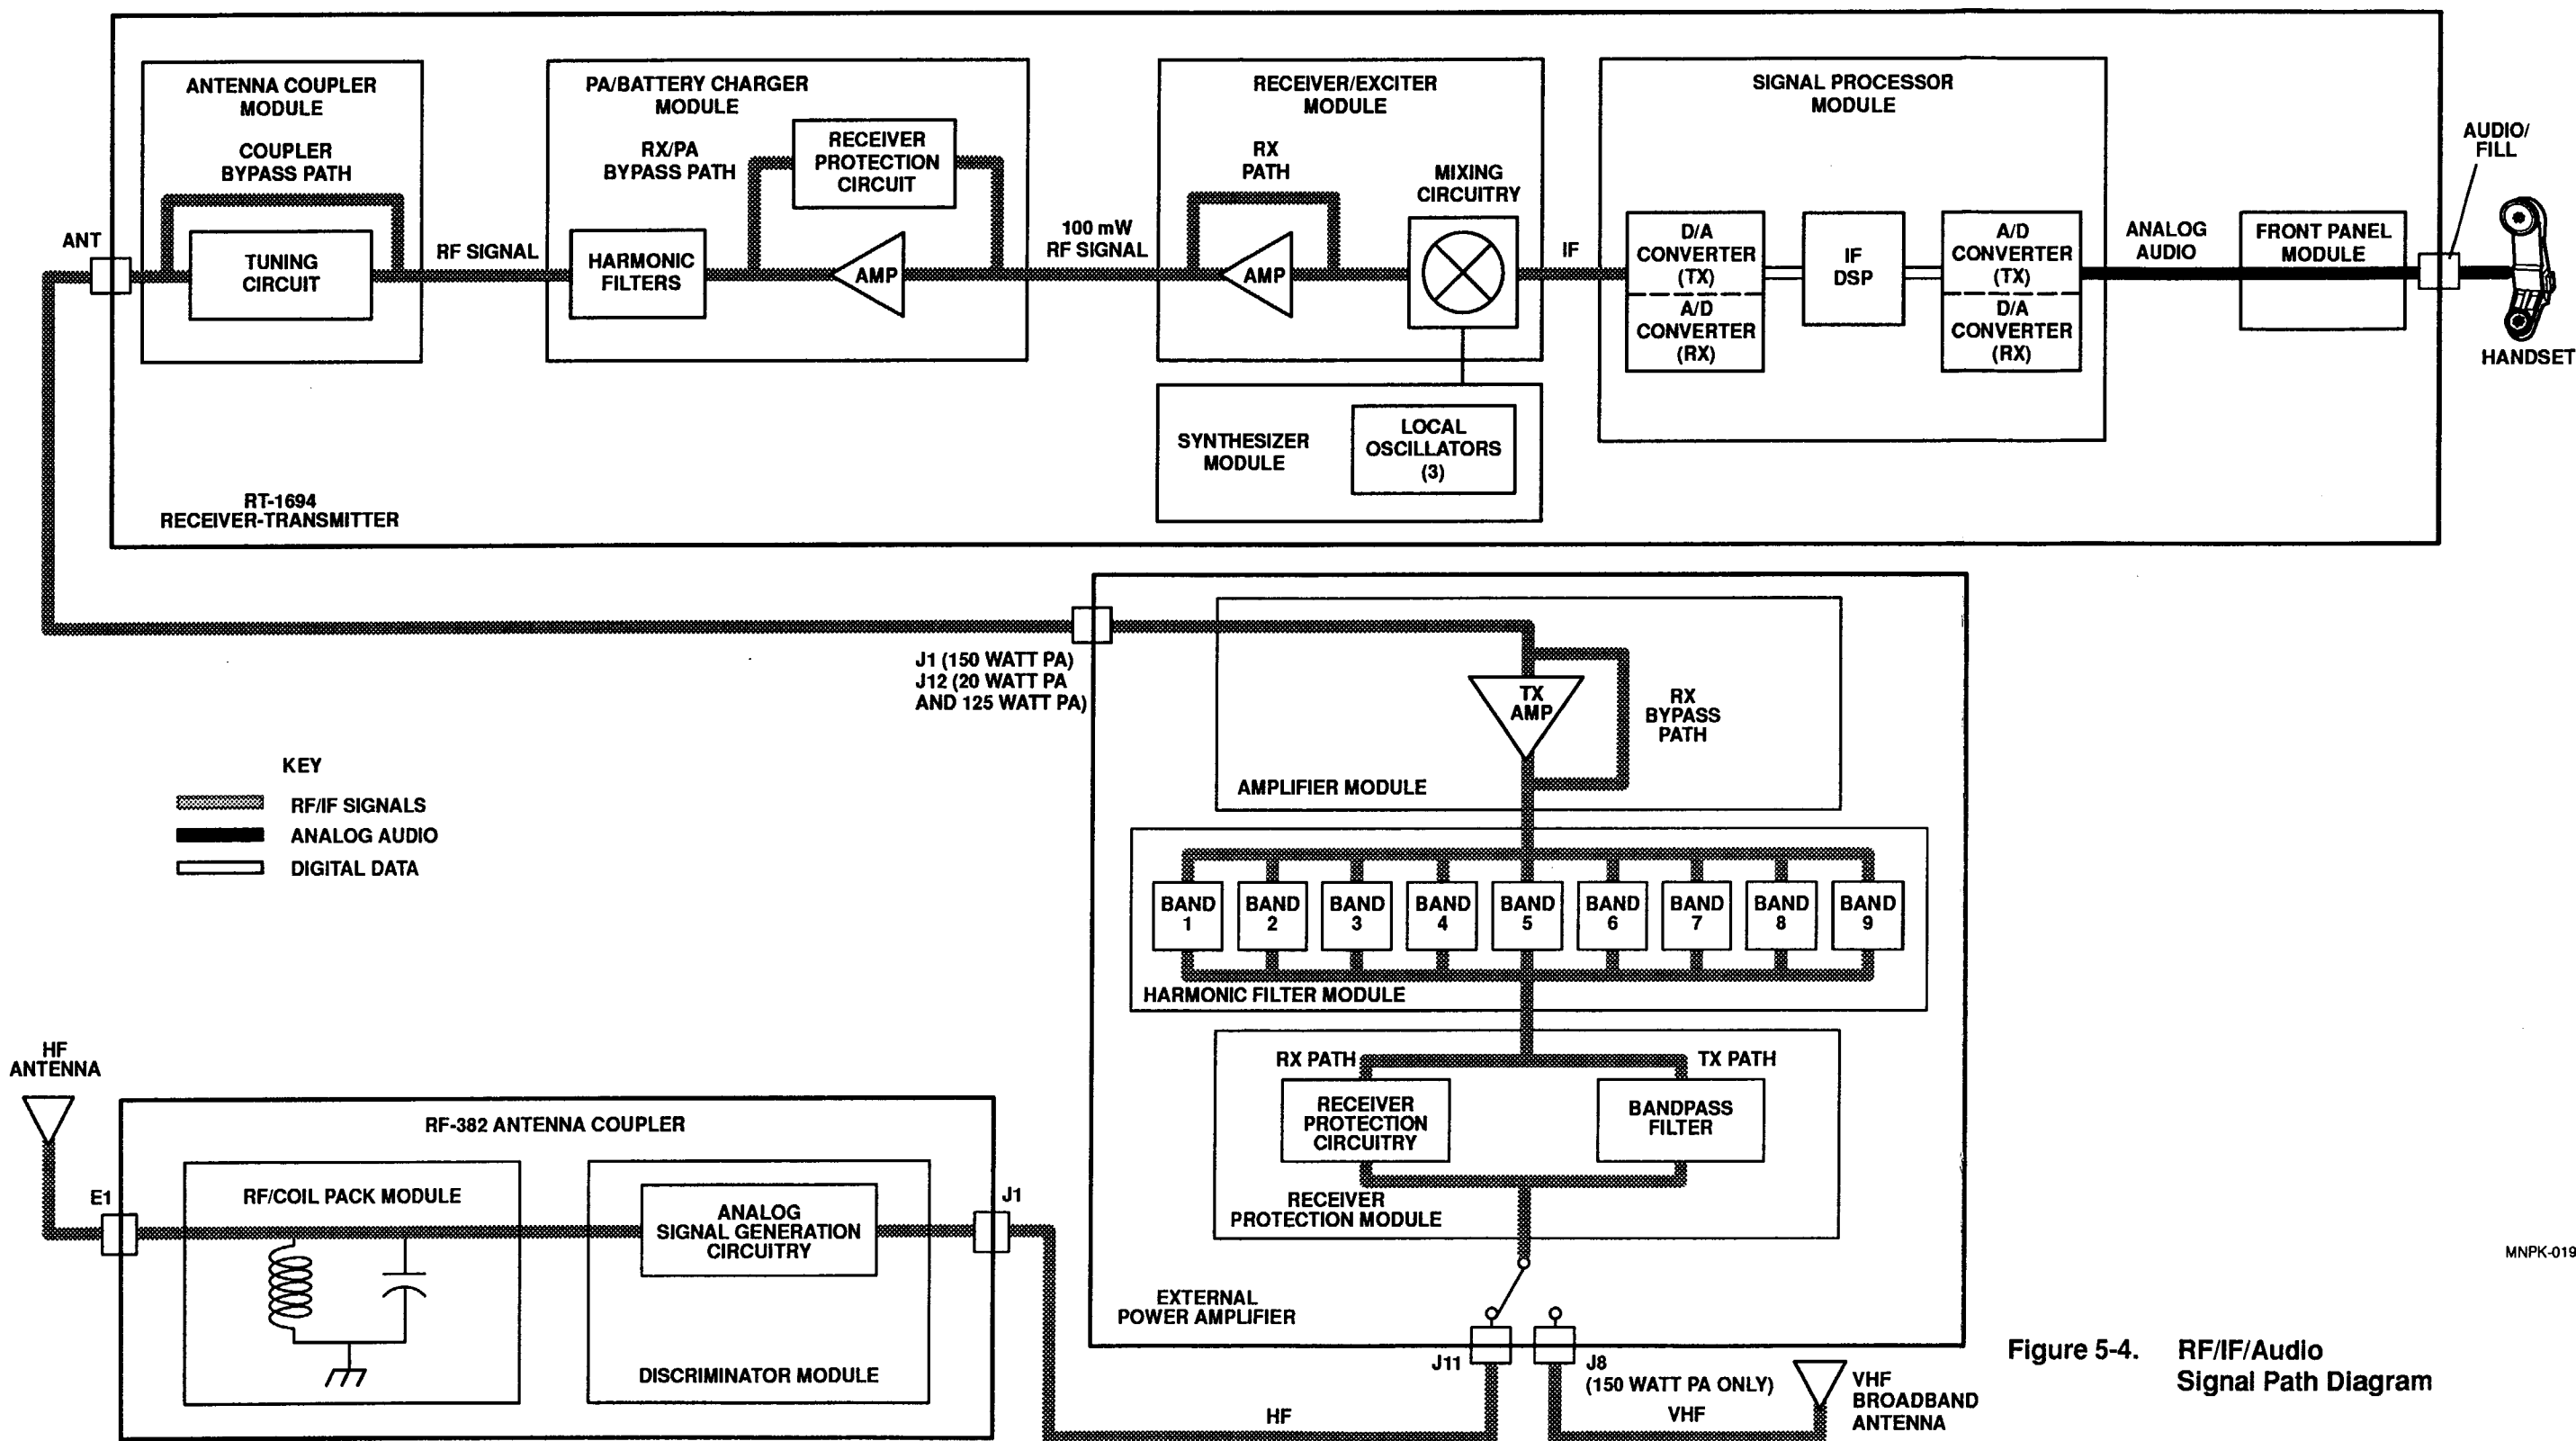 ANTENNA COUPLER
MODULE
COUPLER
BYPASS PATH
TUNING
CIRCUIT
ANT
RF SIGNAL
PA/BATTERY CHARGER
MODULE
RX/PA
BYPASS PATH
RECEIVER
PROTECTION
CIRCUIT
HARMONIC
FILTERS
AMP
100 mW
RF SIGNAL
RECEIVER/EXCITER
MODULE
RX
PATH
MIXING
CIRCUITRY
AMP
IF
SYNTHESIZER
MODULE
LOCAL
OSCILLATORS
(3)
SIGNAL PROCESSOR
MODULE
D/A
CONVERTER
(TX)
A/D
CONVERTER
(RX)
IF
DSP
A/D
CONVERTER
(TX)
D/A
CONVERTER
(RX)
ANALOG
AUDIO
FRONT PANEL
MODULE
AUDIO/
FILL
HANDSET
RT-1694
RECEIVER-TRANSMITTER
J1 (150 WATT PA)
J12 (20 WATT PA
AND 125 WATT PA)
TX
AMP
RX
BYPASS
PATH
AMPLIFIER MODULE
KEY
RF/IF SIGNALS
ANALOG AUDIO
DIGITAL DATA
BAND
1
BAND
2
BAND
3
BAND
4
BAND
5
BAND
6
BAND
7
BAND
8
BAND
9
HARMONIC FILTER MODULE
RX PATH
TX PATH
RECEIVER
PROTECTION
CIRCUITRY
BANDPASS
FILTER
RECEIVER
PROTECTION MODULE
EXTERNAL
POWER AMPLIFIER
J11
J8
(150 WATT PA ONLY)
HF
VHF
VHF
BROADBAND
ANTENNA
HF
ANTENNA
E1
RF-382 ANTENNA COUPLER
RF/COIL PACK MODULE
ANALOG
SIGNAL GENERATION
CIRCUITRY
DISCRIMINATOR MODULE
J1
MNPK-019
Figure 5-4. RF/IF/Audio
Signal Path Diagram